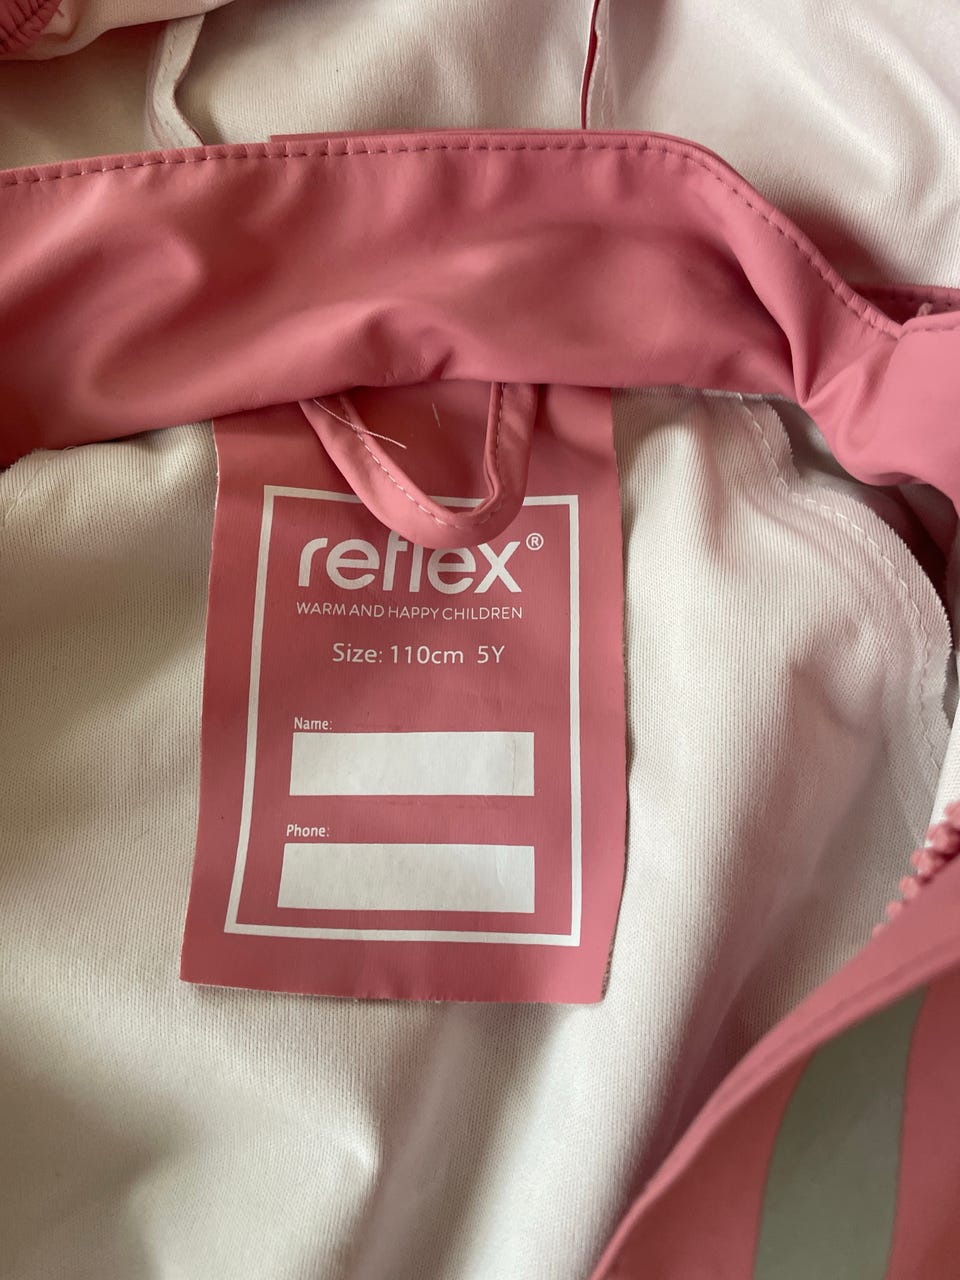 reflex®
WARM AND HAPPY CHILDREN
Size: 110cm 5Y
Name:
Phone: